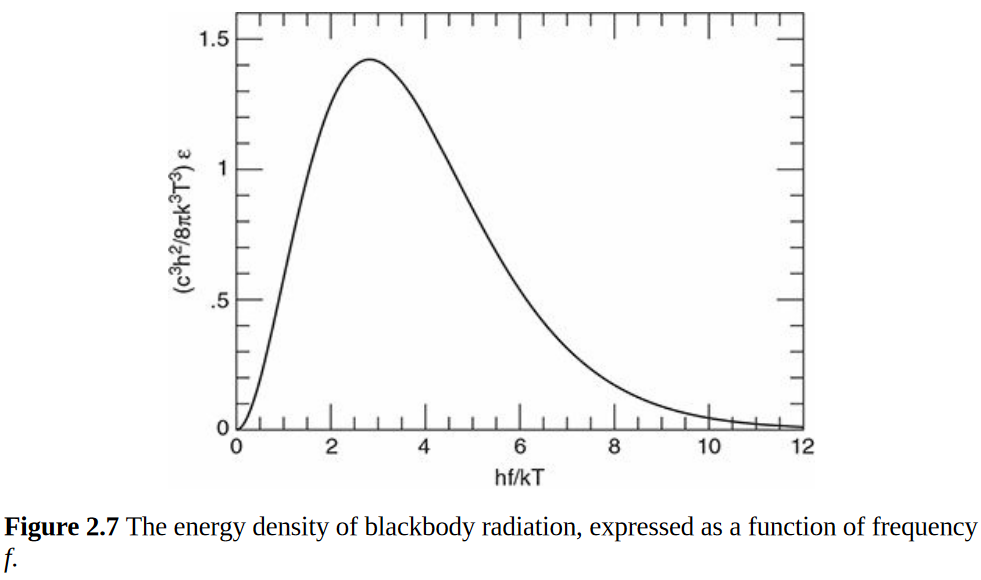 1.5
1
.5
0
(c³h²/8πk³T³) ε
0 2 4 6 8 10 12
hf/kT
Figure 2.7 The energy density of blackbody radiation, expressed as a function of frequency
f.